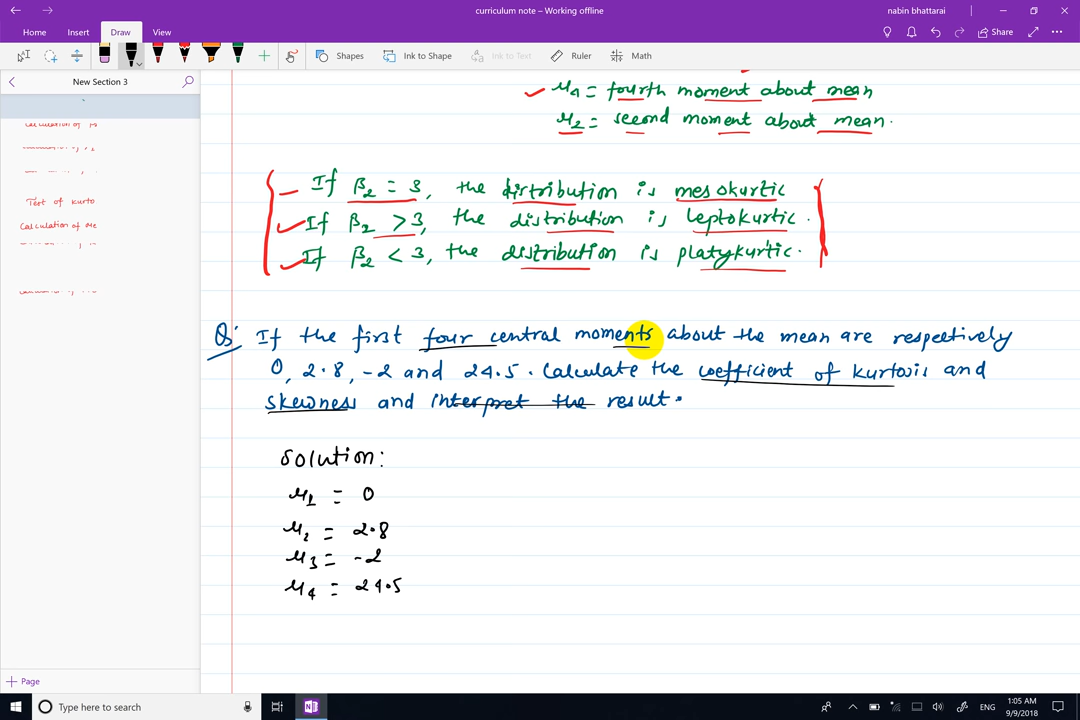 curriculum note – Working offline
nabin bhattarai
Home Insert Draw View
Share
Shapes Ink to Shape Ink to Text Ruler Math
New Section 3
Test of kurto
μ4 = fourth moment about mean
μ2 = second moment about mean.
If β2 = 3, the distribution is mesokurtic
If β2 > 3, the distribution is leptokurtic.
If β2 < 3, the distribution is platykurtic.
Q: If the first four central moments about the mean are respectively
0, 2.8, -2 and 24.5. Calculate the coefficient of kurtosis and
skewness and interpret the result.
Solution:
μ1 = 0
μ2 = 2.8
μ3 = -2
μ4 = 24.5
Page
Type here to search
ENG
1:05 AM
9/9/2018